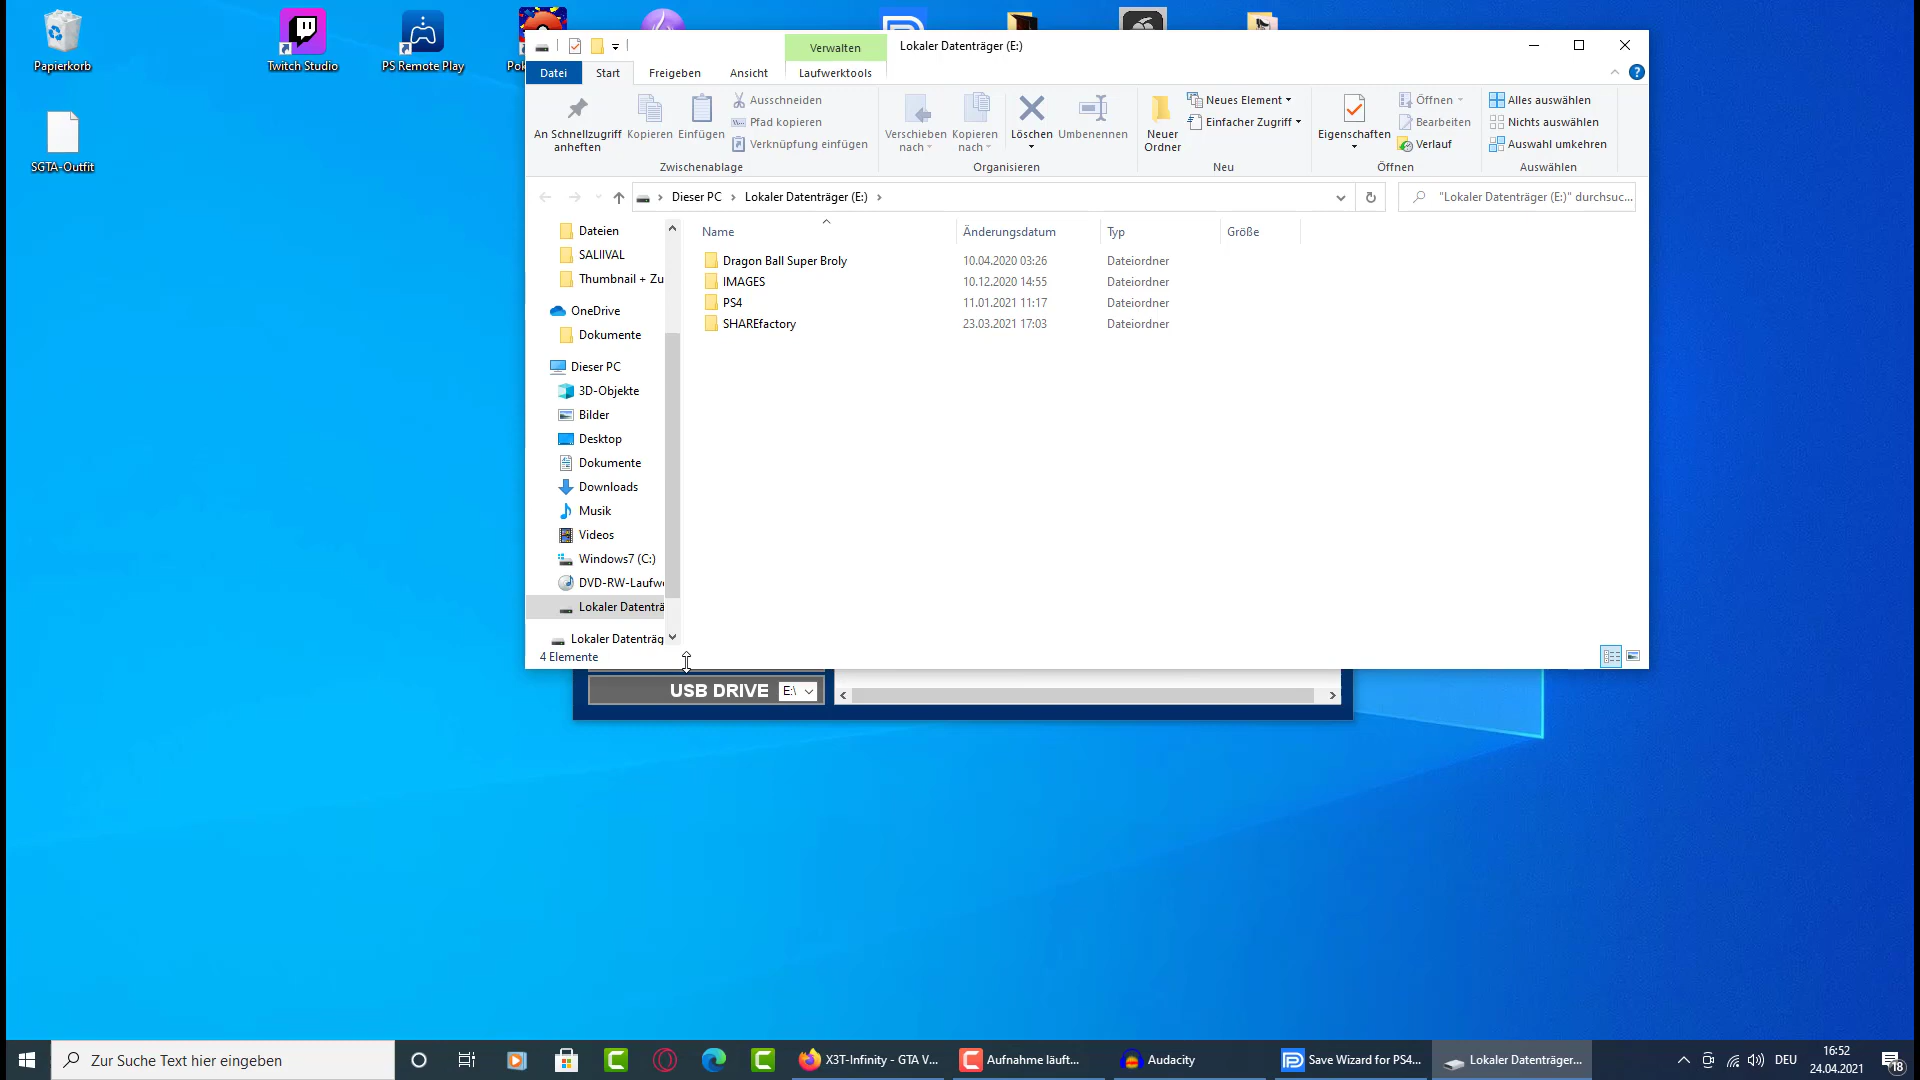 Papierkorb
Twitch Studio
PS Remote Play
SGTA-Outfit
Verwalten
Lokaler Datenträger (E:)
Datei
Start
Freigeben
Ansicht
Laufwerktools
An Schnellzugriff anheften
Kopieren
Einfügen
Ausschneiden
Pfad kopieren
Verknüpfung einfügen
Zwischenablage
Verschieben nach
Kopieren nach
Löschen
Umbenennen
Organisieren
Neuer Ordner
Neues Element
Einfacher Zugriff
Neu
Eigenschaften
Öffnen
Bearbeiten
Verlauf
Öffnen
Alles auswählen
Nichts auswählen
Auswahl umkehren
Auswählen
Dieser PC
Lokaler Datenträger (E:)
"Lokaler Datenträger (E:)" durchsuc...
Dateien
SALIIVAL
Thumbnail + Zu
OneDrive
Dokumente
Dieser PC
3D-Objekte
Bilder
Desktop
Dokumente
Downloads
Musik
Videos
Windows7 (C:)
DVD-RW-Laufw
Lokaler Datenträ
Lokaler Datenträg
Name Änderungsdatum Typ Größe
Dragon Ball Super Broly 10.04.2020 03:26 Dateiordner
IMAGES 10.12.2020 14:55 Dateiordner
PS4 11.01.2021 11:17 Dateiordner
SHAREfactory 23.03.2021 17:03 Dateiordner
4 Elemente
USB DRIVE E:\
Zur Suche Text hier eingeben
X3T-Infinity - GTA V...
Aufnahme läuft...
Audacity
Save Wizard for PS4...
Lokaler Datenträger...
DEU
16:52
24.04.2021
18